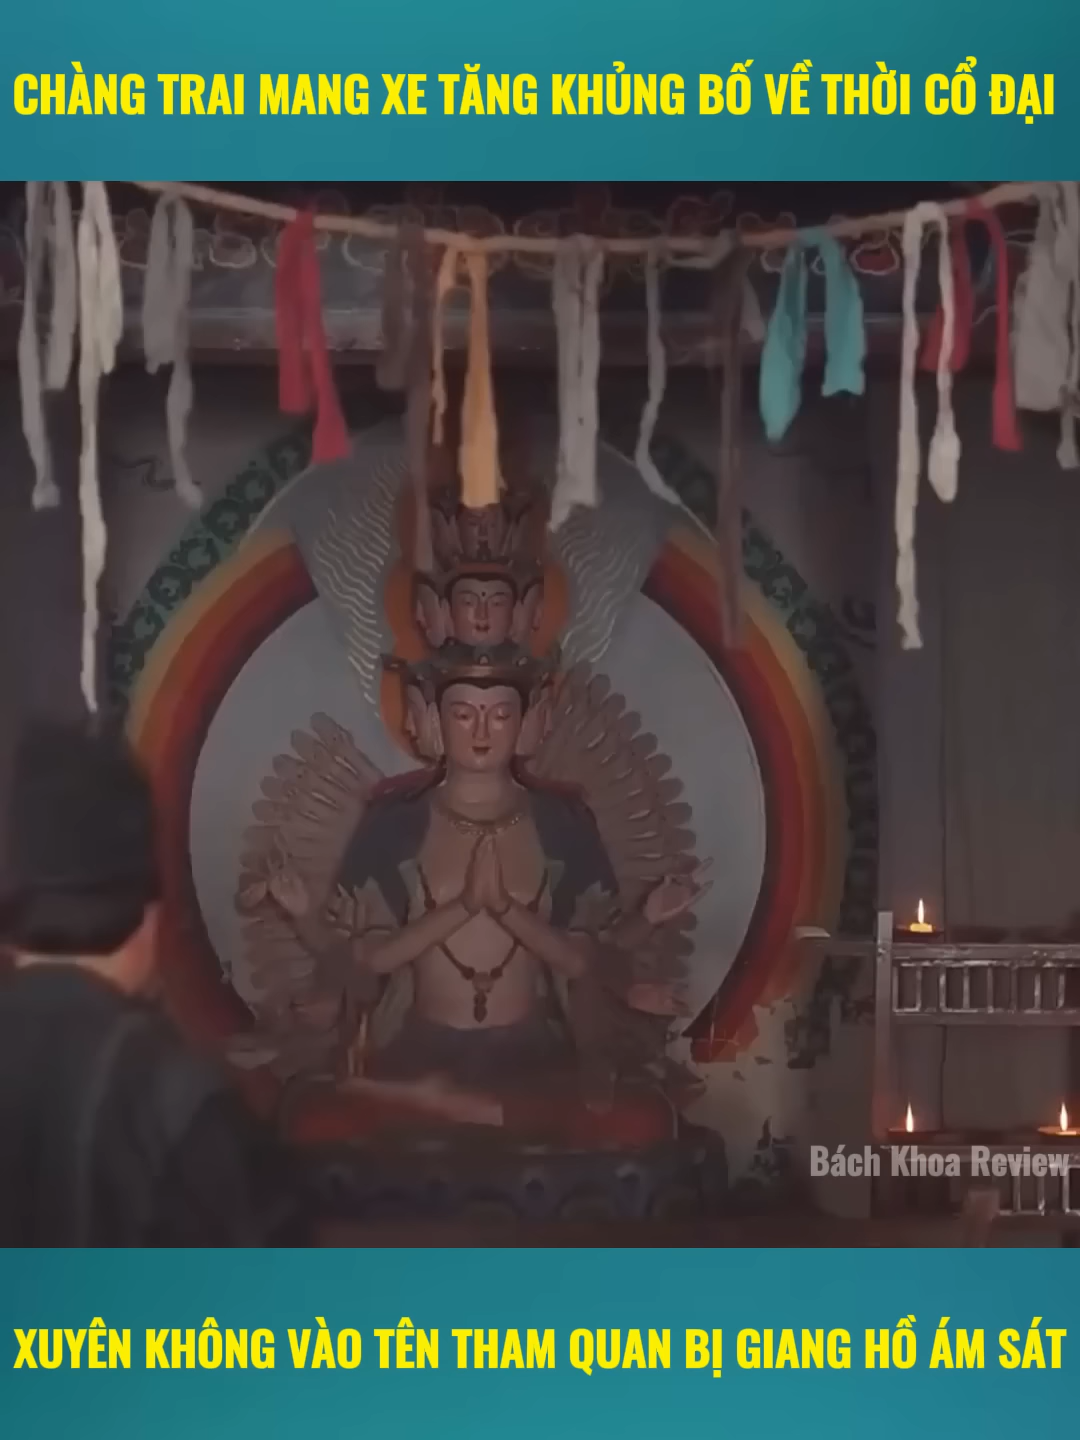 CHÀNG TRAI MANG XE TĂNG KHỦNG BỐ VỀ THỜI CỔ ĐẠI
Bách Khoa Review
XUYÊN KHÔNG VÀO TÊN THAM QUAN BỊ GIANG HỒ ÁM SÁT